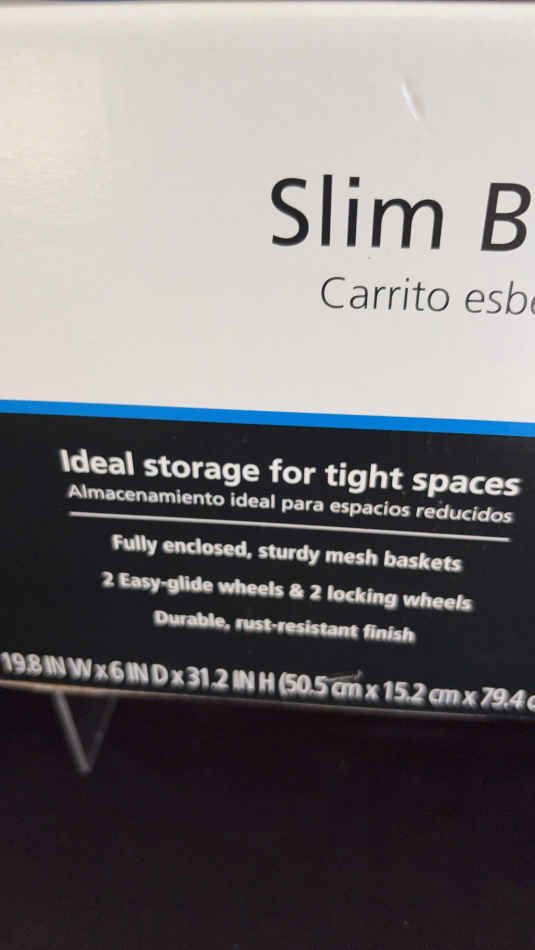 Slim B
Carrito esbe
Ideal storage for tight spaces
Almacenamiento ideal para espacios reducidos
Fully enclosed, sturdy mesh baskets
2 Easy-glide wheels & 2 locking wheels
Durable, rust-resistant finish
19.8 IN W x 6 IN D x 31.2 IN H (50.5 cm x 15.2 cm x 79.4 c